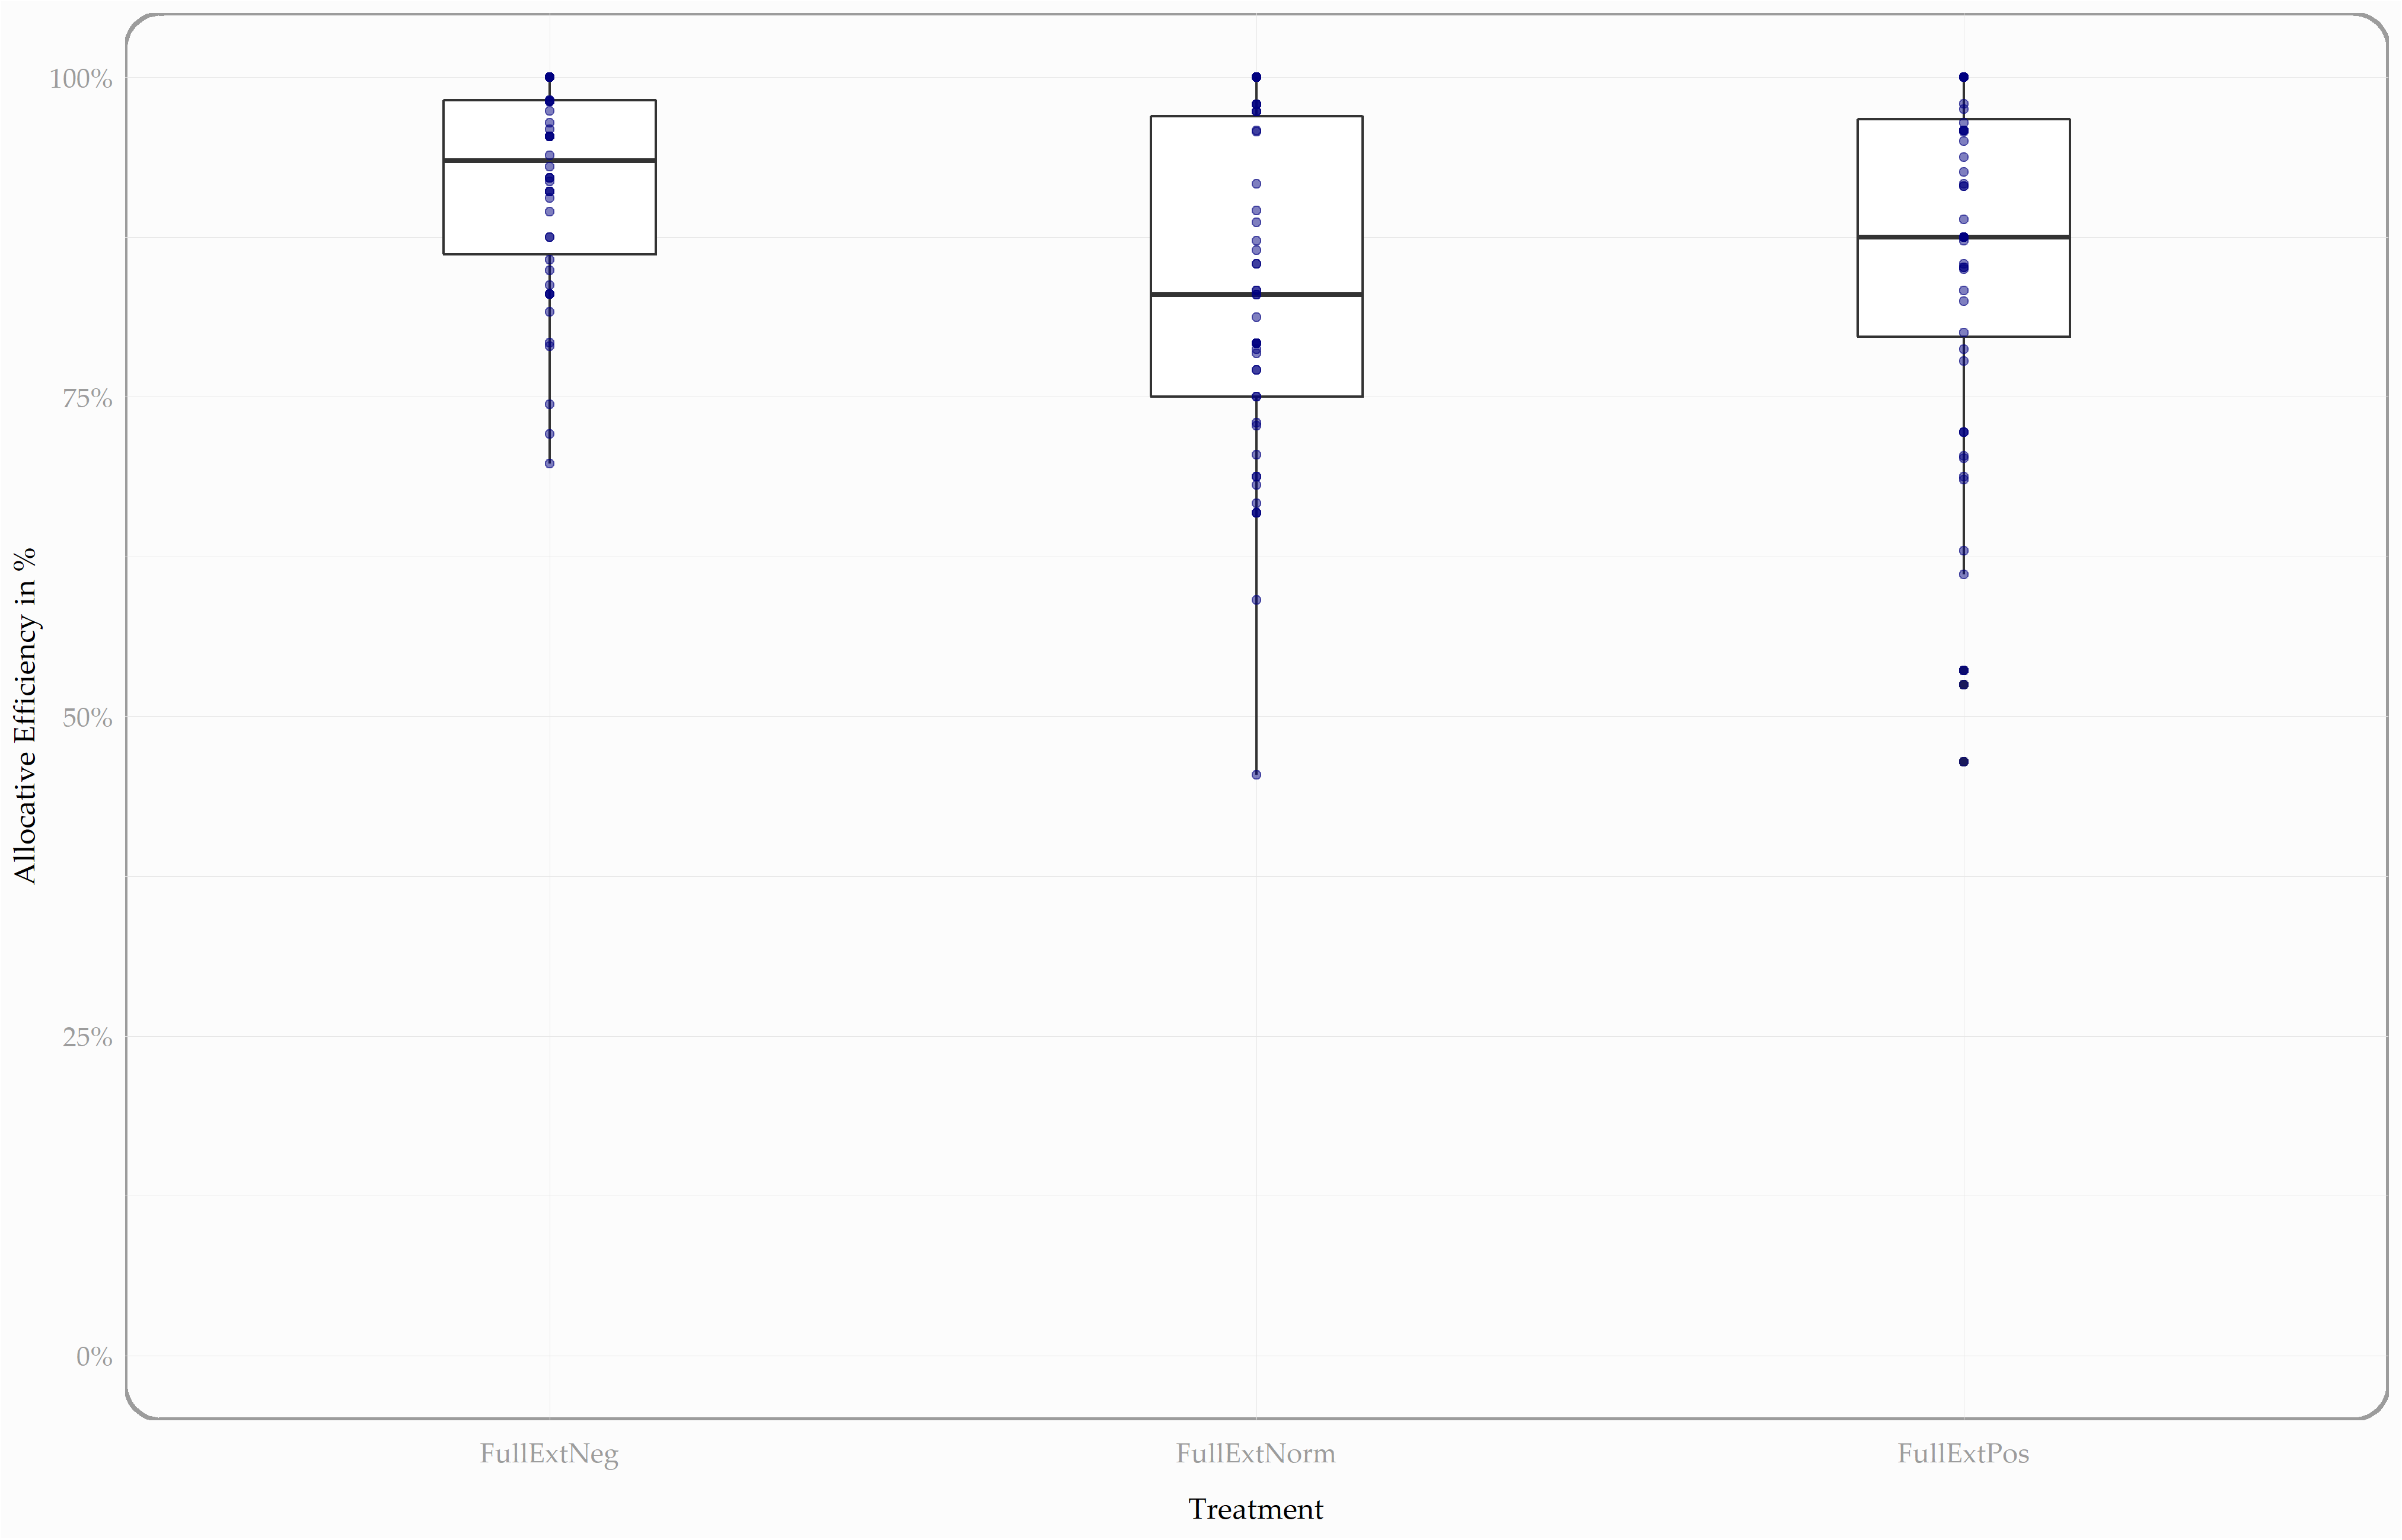 100%
75%
50%
25%
0%
Allocative Efficiency in %
FullExtNeg
FullExtNorm
FullExtPos
Treatment